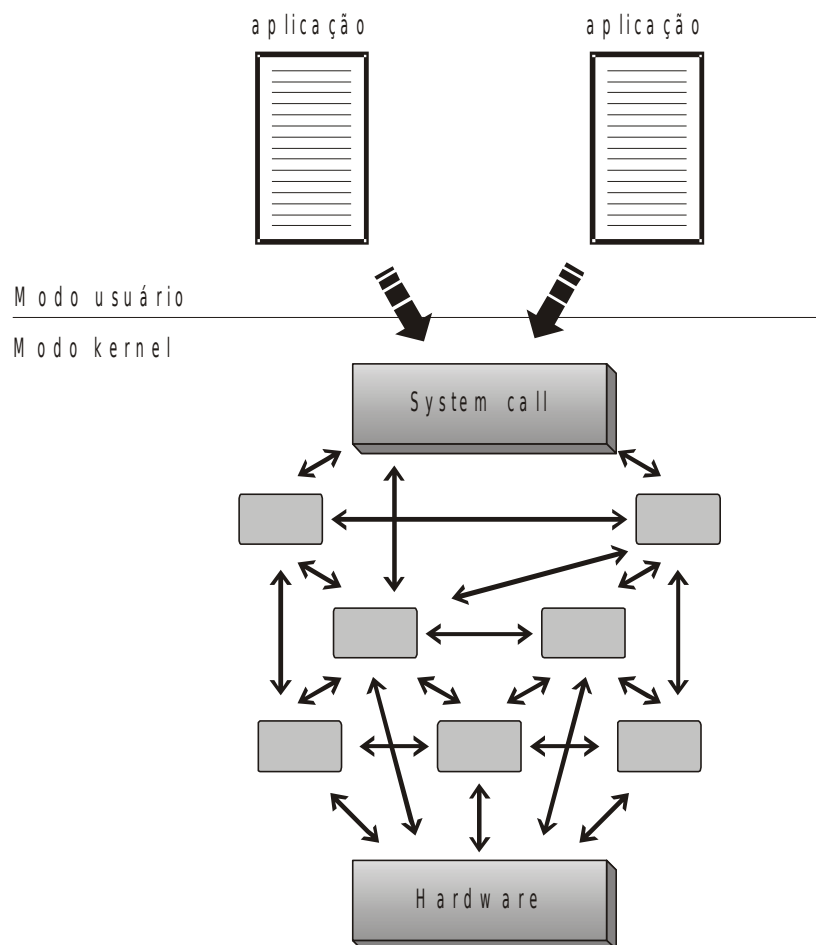 aplicação
aplicação
Modo usuário
Modo kernel
System call
Hardware